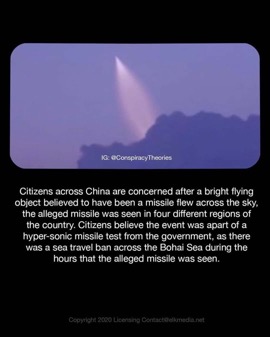 IG: @ConspiracyTheories
Citizens across China are concerned after a bright flying
object believed to have been a missile flew across the sky,
the alleged missile was seen in four different regions of
the country. Citizens believe the event was apart of a
hyper-sonic missile test from the government, as there
was a sea travel ban across the Bohai Sea during the
hours that the alleged missile was seen.
Copyright 2020 Licensing Contact@elkmedia.net